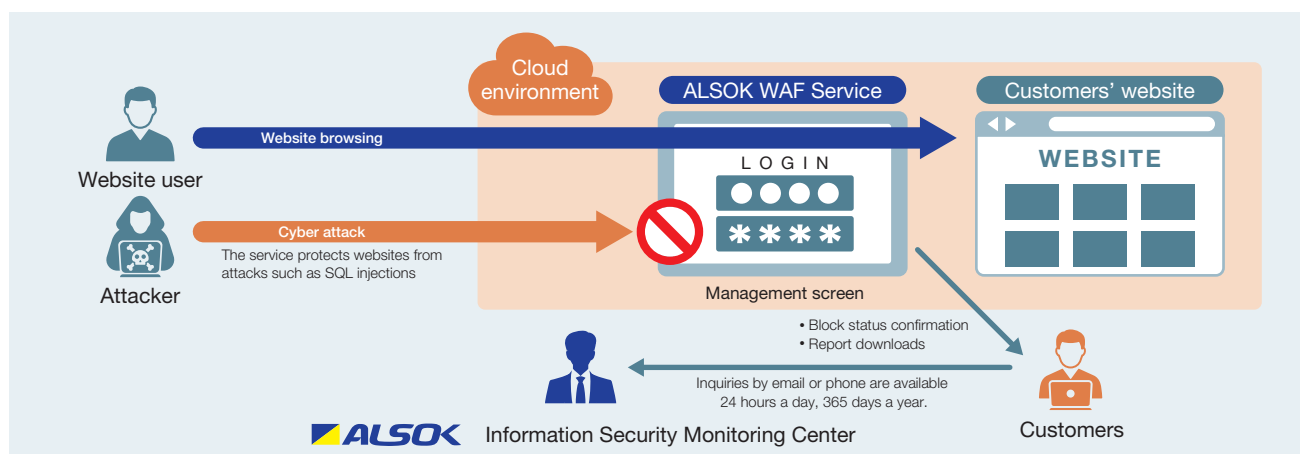 Cloud
environment
ALSOK WAF Service
Customers' website
Website browsing
WEBSITE
LOGIN
Website user
Cyber attack
****
The service protects websites from
attacks such as SQL injections
Attacker
Management screen
• Block status confirmation
• Report downloads
Inquiries by email or phone are available
24 hours a day, 365 days a year.
ALSOK
Information Security Monitoring Center
Customers